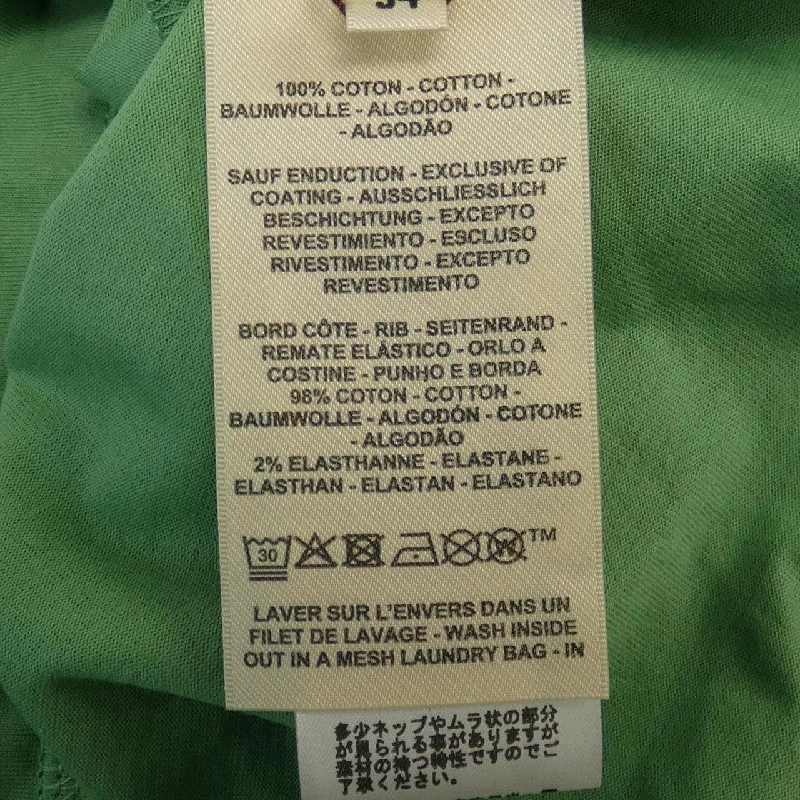 34
100% COTON - COTTON -
BAUMWOLLE - ALGODÓN - COTONE
- ALGODÃO
SAUF ENDUCTION - EXCLUSIVE OF
COATING - AUSSCHLIESSLICH
BESCHICHTUNG - EXCEPTO
REVESTIMIENTO - ESCLUSO
RIVESTIMENTO - EXCEPTO
REVESTIMENTO
BORD CÔTE - RIB - SEITENRAND -
REMATE ELÁSTICO - ORLO A
COSTINE - PUNHO E BORDA
98% COTON - COTTON -
BAUMWOLLE - ALGODÓN - COTONE
- ALGODÃO
2% ELASTHANNE - ELASTANE -
ELASTHAN - ELASTAN - ELASTANO
30 W TM
LAVER SUR L'ENVERS DANS UN
FILET DE LAVAGE - WASH INSIDE
OUT IN A MESH LAUNDRY BAG - IN
多少ネップやムラ状の部分
が見られる事がありますが
素材の持つ特性ですのでご
了承ください。